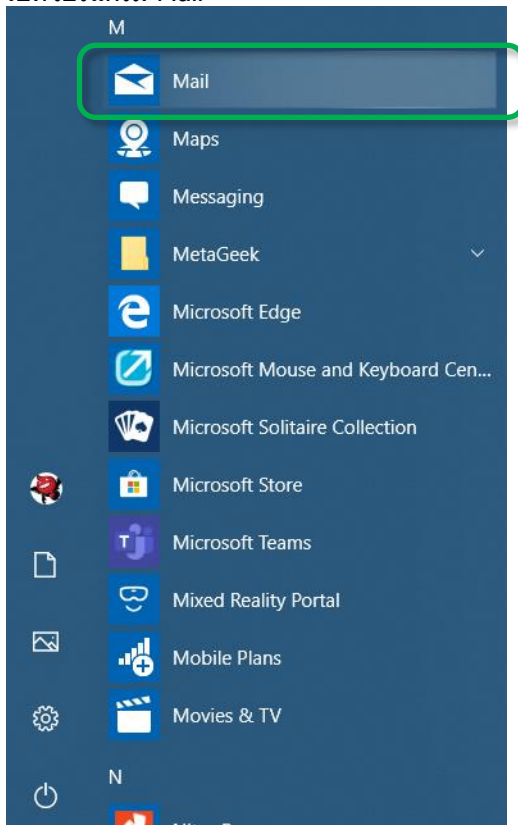 M
Mail
Maps
Messaging
MetaGeek
Microsoft Edge
Microsoft Mouse and Keyboard Cen...
Microsoft Solitaire Collection
Microsoft Store
Microsoft Teams
Mixed Reality Portal
Mobile Plans
Movies & TV
N